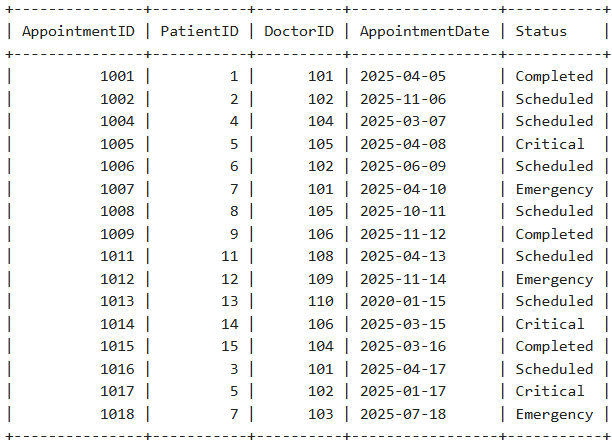 +---------------+-----------+----------+-----------------+-----------+
| AppointmentID | PatientID | DoctorID | AppointmentDate | Status    |
+---------------+-----------+----------+-----------------+-----------+
|          1001 |         1 |      101 | 2025-04-05      | Completed |
|          1002 |         2 |      102 | 2025-11-06      | Scheduled |
|          1004 |         4 |      104 | 2025-03-07      | Scheduled |
|          1005 |         5 |      105 | 2025-04-08      | Critical  |
|          1006 |         6 |      102 | 2025-06-09      | Scheduled |
|          1007 |         7 |      101 | 2025-04-10      | Emergency |
|          1008 |         8 |      105 | 2025-10-11      | Scheduled |
|          1009 |         9 |      106 | 2025-11-12      | Completed |
|          1011 |        11 |      108 | 2025-04-13      | Scheduled |
|          1012 |        12 |      109 | 2025-11-14      | Emergency |
|          1013 |        13 |      110 | 2020-01-15      | Scheduled |
|          1014 |        14 |      106 | 2025-03-15      | Critical  |
|          1015 |        15 |      104 | 2025-03-16      | Completed |
|          1016 |         3 |      101 | 2025-04-17      | Scheduled |
|          1017 |         5 |      102 | 2025-01-17      | Critical  |
|          1018 |         7 |      103 | 2025-07-18      | Emergency |
+---------------+-----------+----------+-----------------+-----------+